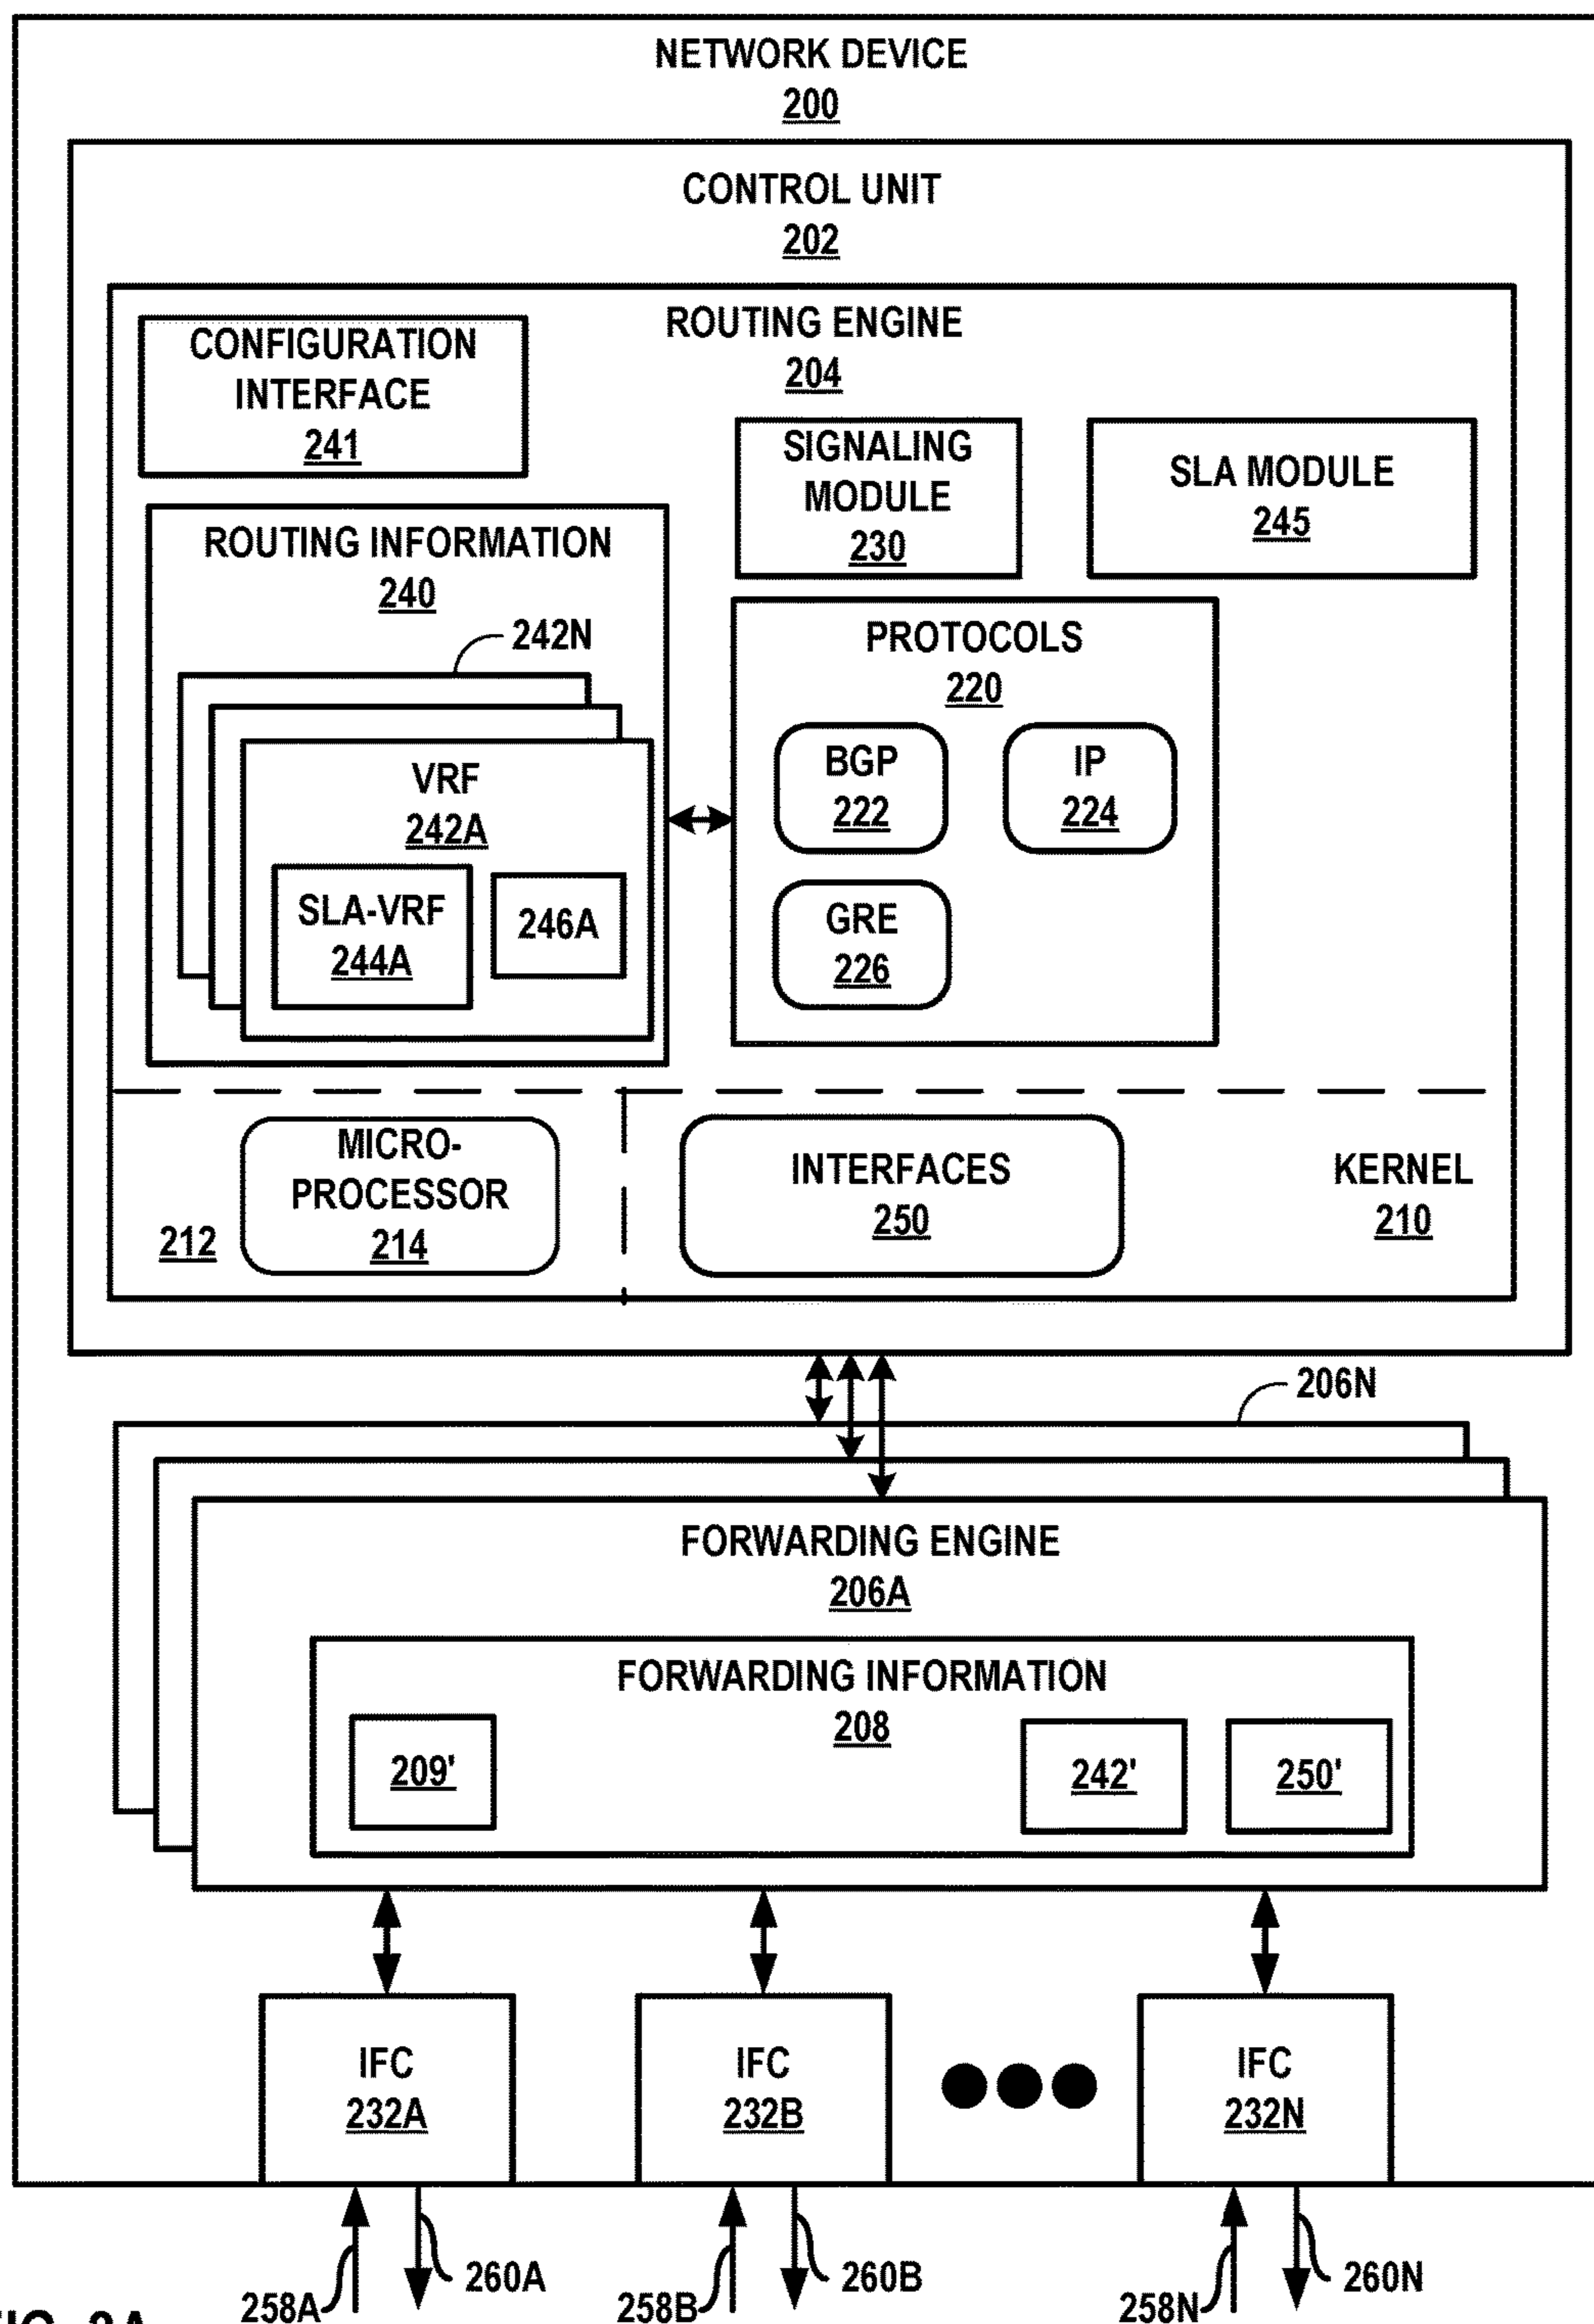 NETWORK DEVICE
200
CONTROL UNIT
202
ROUTING ENGINE
204
CONFIGURATION
INTERFACE
241
SIGNALING
MODULE
230
SLA MODULE
245
ROUTING INFORMATION
240
242N
VRF
242A
SLA-VRF
244A
246A
PROTOCOLS
220
BGP
222
IP
224
GRE
226
MICRO-
PROCESSOR
214
212
INTERFACES
250
KERNEL
210
206N
FORWARDING ENGINE
206A
FORWARDING INFORMATION
208
209'
242'
250'
IFC
232A
IFC
232B
IFC
232N
258A
260A
258B
260B
258N
260N